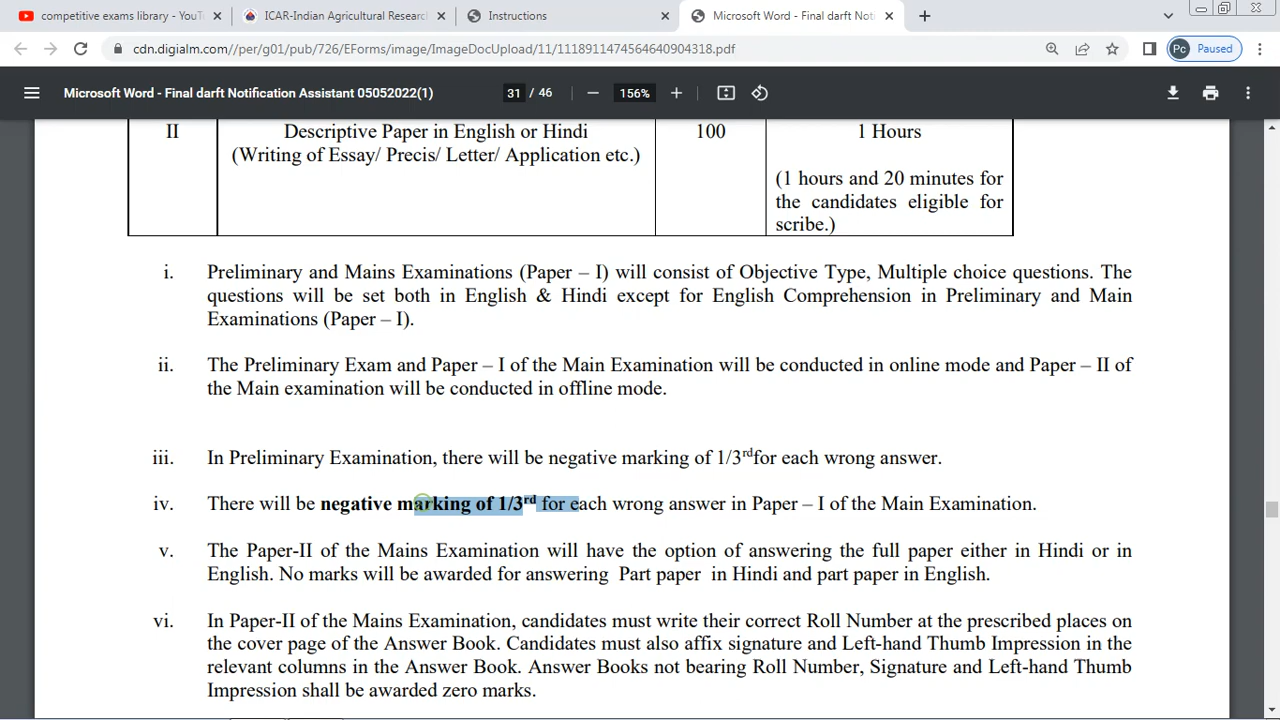 competitive exams library - YouT
ICAR-Indian Agricultural Researc
Instructions
Microsoft Word - Final darft Noti
cdn.digialm.com//per/g01/pub/726/EForms/image/ImageDocUpload/11/1118911474564640904318.pdf
Pc Paused
Microsoft Word - Final darft Notification Assistant 05052022(1)
31 / 46
156%
II Descriptive Paper in English or Hindi 100 1 Hours
(Writing of Essay/ Precis/ Letter/ Application etc.)
(1 hours and 20 minutes for
the candidates eligible for
scribe.)
i. Preliminary and Mains Examinations (Paper – I) will consist of Objective Type, Multiple choice questions. The
questions will be set both in English & Hindi except for English Comprehension in Preliminary and Main
Examinations (Paper – I).
ii. The Preliminary Exam and Paper – I of the Main Examination will be conducted in online mode and Paper – II of
the Main examination will be conducted in offline mode.
iii. In Preliminary Examination, there will be negative marking of 1/3rdfor each wrong answer.
iv. There will be negative marking of 1/3rd for each wrong answer in Paper – I of the Main Examination.
v. The Paper-II of the Mains Examination will have the option of answering the full paper either in Hindi or in
English. No marks will be awarded for answering Part paper in Hindi and part paper in English.
vi. In Paper-II of the Mains Examination, candidates must write their correct Roll Number at the prescribed places on
the cover page of the Answer Book. Candidates must also affix signature and Left-hand Thumb Impression in the
relevant columns in the Answer Book. Answer Books not bearing Roll Number, Signature and Left-hand Thumb
Impression shall be awarded zero marks.